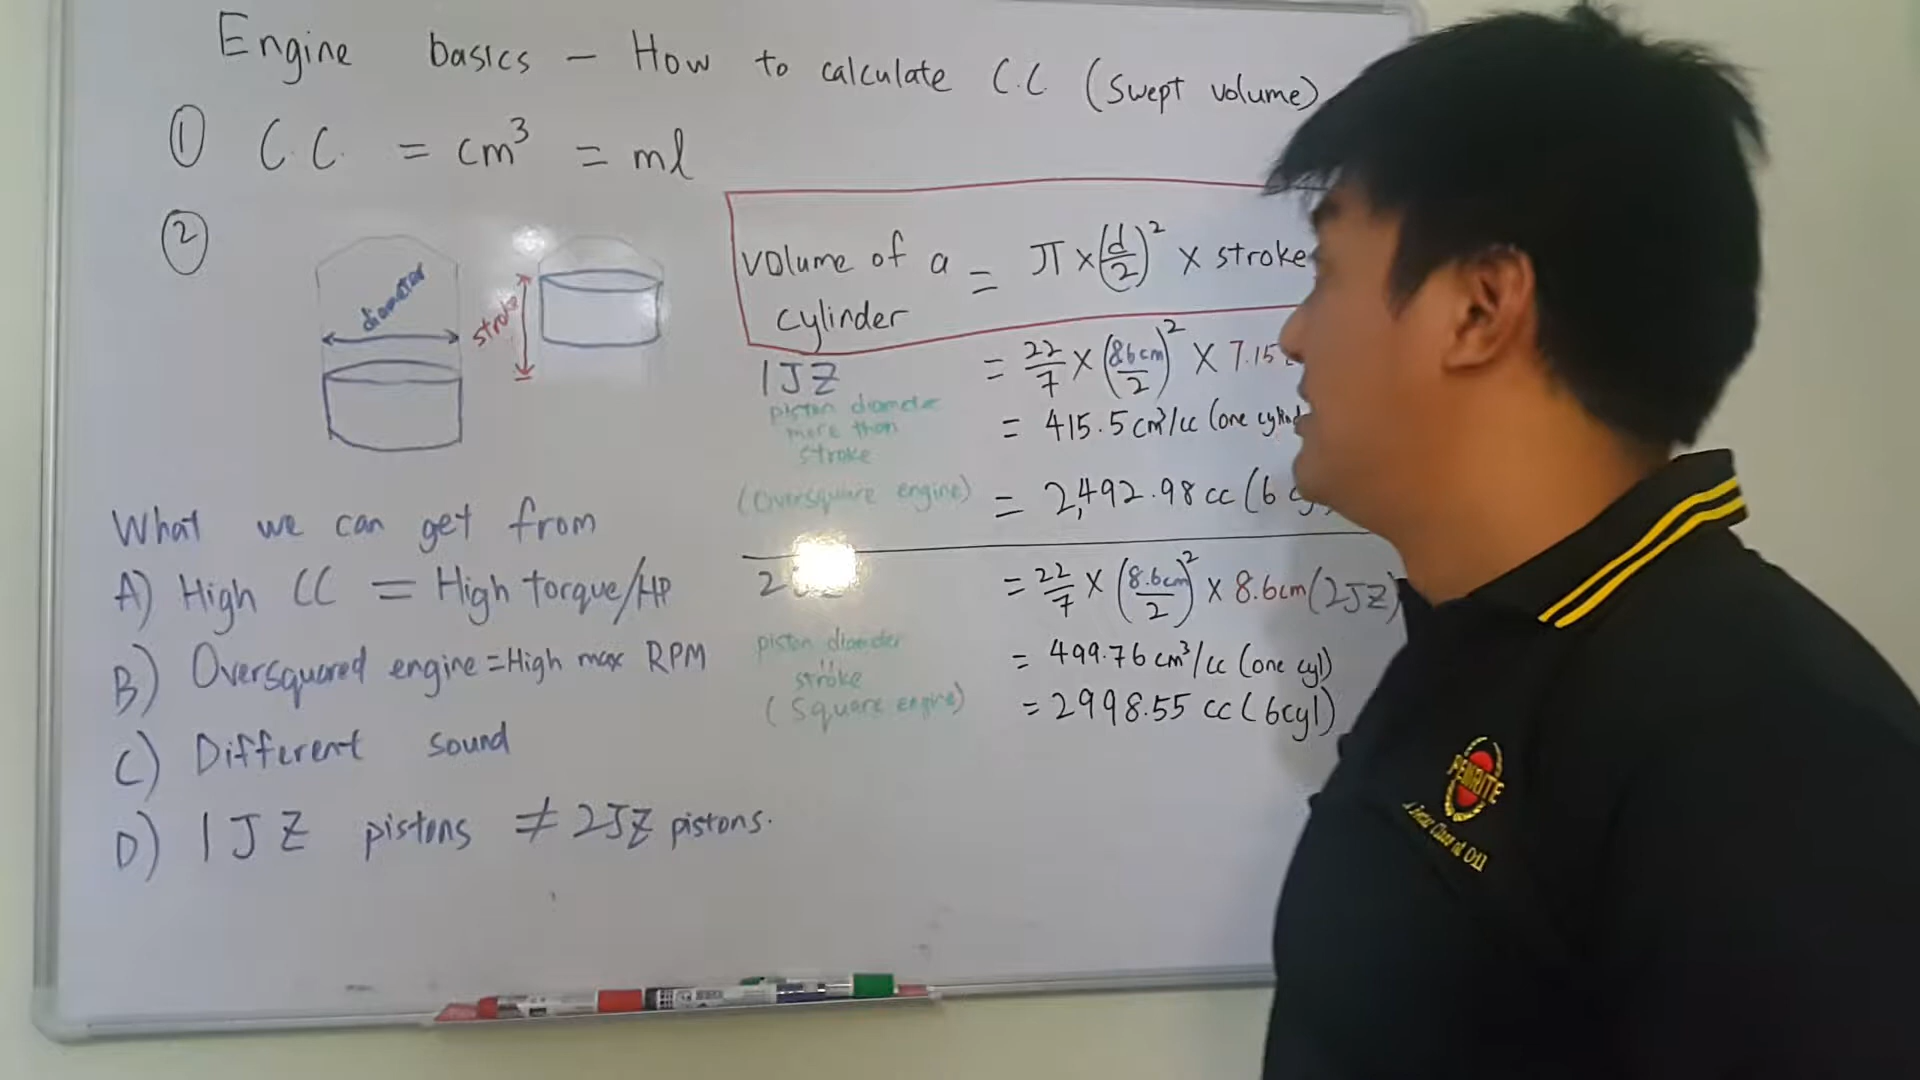 Engine basics – How to calculate C.C (Swept volume)
① C.C. = cm³ = ml
②
diameter
stroke
volume of a cylinder = π × (d/2)² × stroke
1JZ = 22/7 × (8.6cm/2)² × 7.15
piston diameter
more than
stroke
= 415.5 cm³/cc (one
(Oversquare engine)
= 2,492.98 cc (6
= 22/7 × (8.6cm/2)² × 8.6cm (2JZ)
piston diameter
=
stroke
(Square engine)
= 499.76 cm³/cc (one cyl)
= 2998.55 cc (6cyl)
What we can get from
A) High CC = High torque/HP
B) Oversquared engine = High max RPM
C) Different sound
D) 1JZ pistons ≠ 2JZ pistons.
PENRITE
A Better Class of Oil